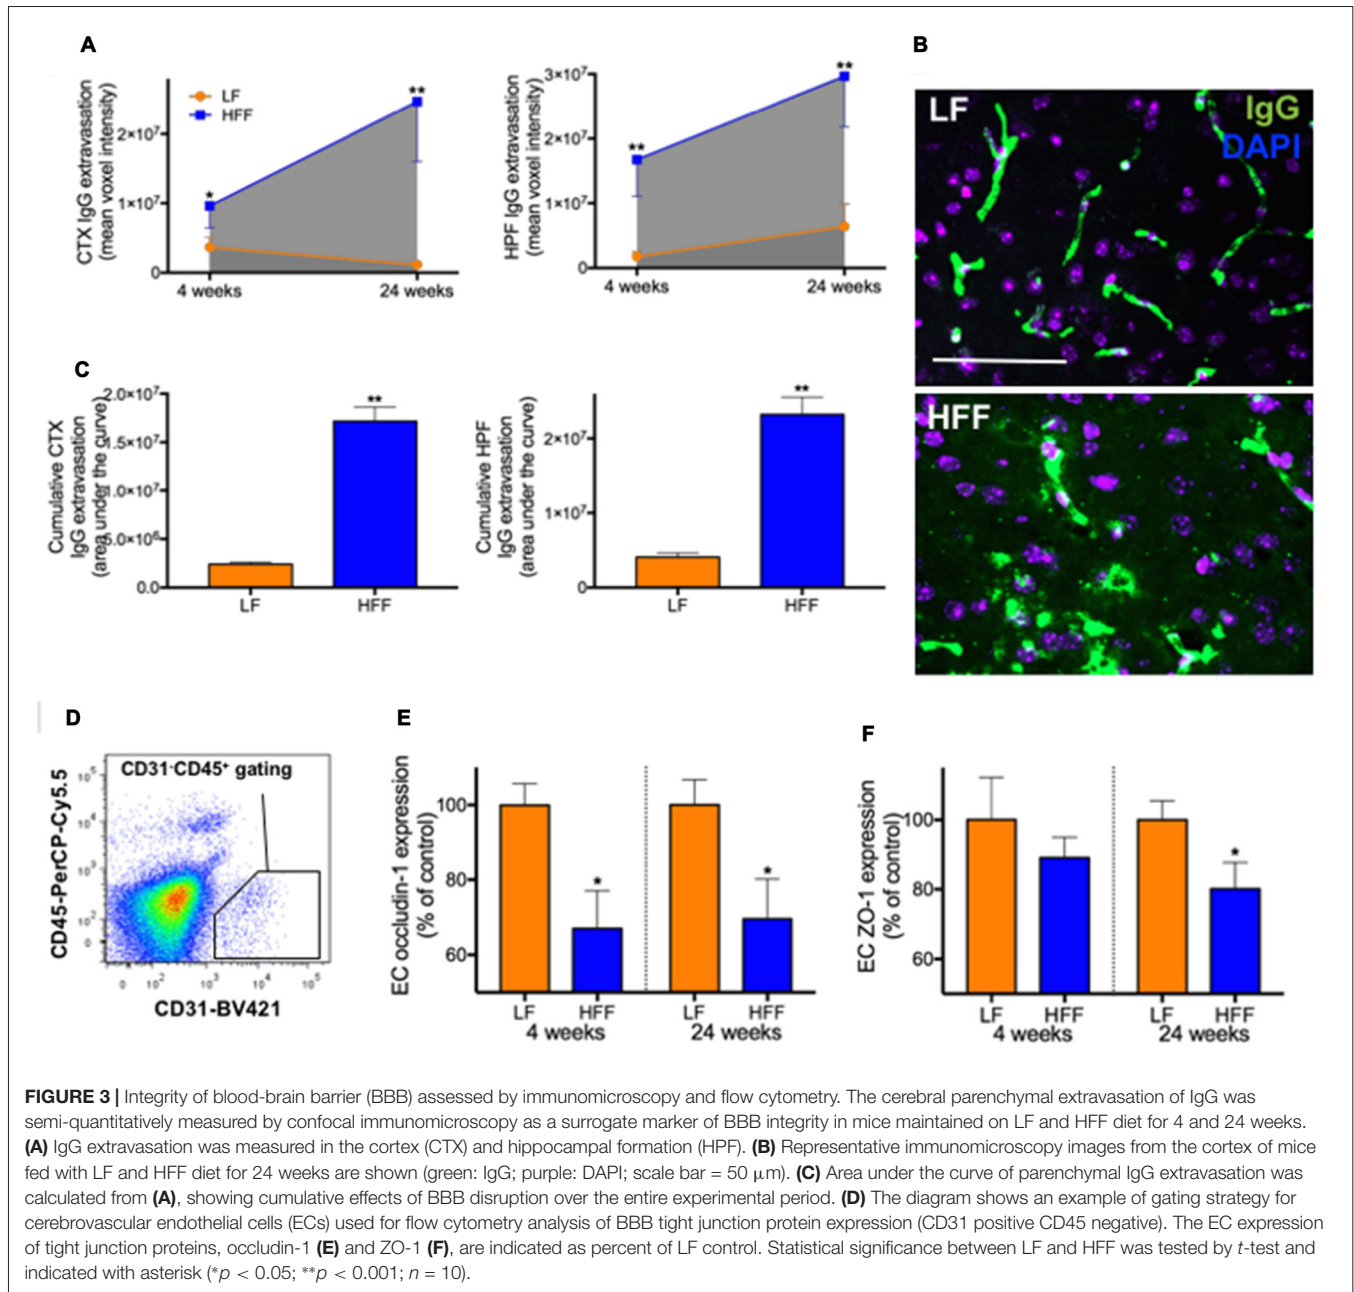 A
CTX IgG extravasation
(mean voxel intensity)
2×10⁷
1×10⁷
0
LF
HFF
*
**
4 weeks
24 weeks
HPF IgG extravasation
(mean voxel intensity)
3×10⁷
2×10⁷
1×10⁷
0
**
**
4 weeks
24 weeks
B
LF
IgG
DAPI
HFF
C
Cumulative CTX
IgG extravasation
(area under the curve)
2.0×10⁷
1.5×10⁷
1.0×10⁷
5.0×10⁶
0.0
**
LF
HFF
Cumulative HPF
IgG extravasation
(area under the curve)
2×10⁷
1×10⁷
0
**
LF
HFF
D
CD31⁻CD45⁺ gating
CD45-PerCP-Cy5.5
10⁵
10⁴
10³
10²
0
0 10² 10³ 10⁴ 10⁵
CD31-BV421
E
EC occludin-1 expression
(% of control)
100
80
60
*
*
LF HFF LF HFF
4 weeks 24 weeks
F
EC ZO-1 expression
(% of control)
100
80
60
*
LF HFF LF HFF
4 weeks 24 weeks
FIGURE 3 | Integrity of blood-brain barrier (BBB) assessed by immunomicroscopy and flow cytometry. The cerebral parenchymal extravasation of IgG was
semi-quantitatively measured by confocal immunomicroscopy as a surrogate marker of BBB integrity in mice maintained on LF and HFF diet for 4 and 24 weeks.
(A) IgG extravasation was measured in the cortex (CTX) and hippocampal formation (HPF). (B) Representative immunomicroscopy images from the cortex of mice
fed with LF and HFF diet for 24 weeks are shown (green: IgG; purple: DAPI; scale bar = 50 μm). (C) Area under the curve of parenchymal IgG extravasation was
calculated from (A), showing cumulative effects of BBB disruption over the entire experimental period. (D) The diagram shows an example of gating strategy for
cerebrovascular endothelial cells (ECs) used for flow cytometry analysis of BBB tight junction protein expression (CD31 positive CD45 negative). The EC expression
of tight junction proteins, occludin-1 (E) and ZO-1 (F), are indicated as percent of LF control. Statistical significance between LF and HFF was tested by t-test and
indicated with asterisk (*p < 0.05; **p < 0.001; n = 10).